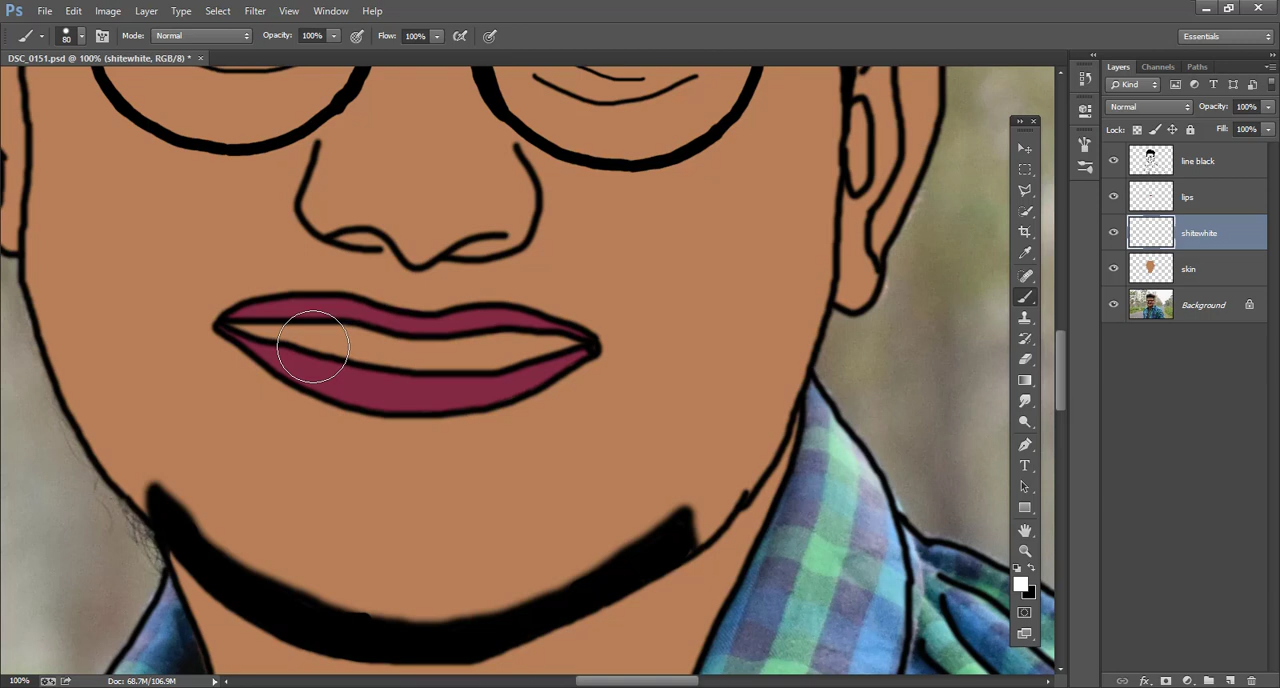 Ps File Edit Image Layer Type Select Filter View Window Help
80 Mode: Normal Opacity: 100% Flow: 100% Essentials
DSC_0151.psd @ 100% (shitewhite, RGB/8) * ×
Layers Channels Paths
Kind
Normal Opacity: 100%
Lock: Fill: 100%
line black
lips
shitewhite
skin
Background
100% Doc: 68.7M/106.9M